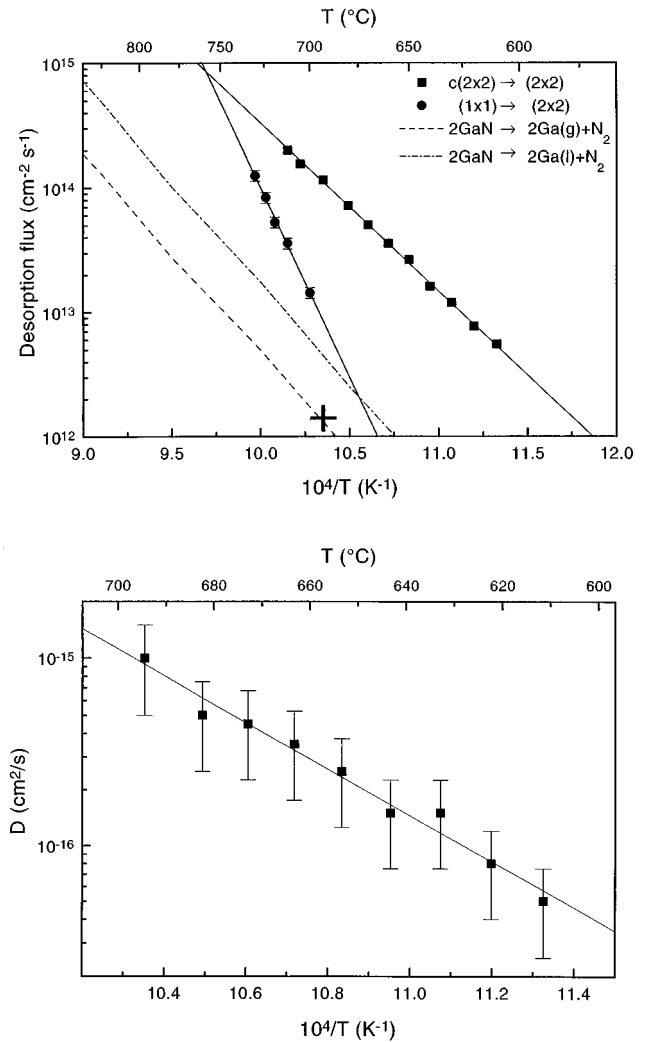 T (°C)
800 750 700 650 600
10^15
c(2x2) → (2x2)
(1x1) → (2x2)
2GaN → 2Ga(g)+N_2
2GaN → 2Ga(l)+N_2
10^14
Desorption flux (cm^-2 s^-1)
10^13
10^12
9.0 9.5 10.0 10.5 11.0 11.5 12.0
10^4/T (K^-1)
T (°C)
700 680 660 640 620 600
10^-15
D (cm^2/s)
10^-16
10.4 10.6 10.8 11.0 11.2 11.4
10^4/T (K^-1)